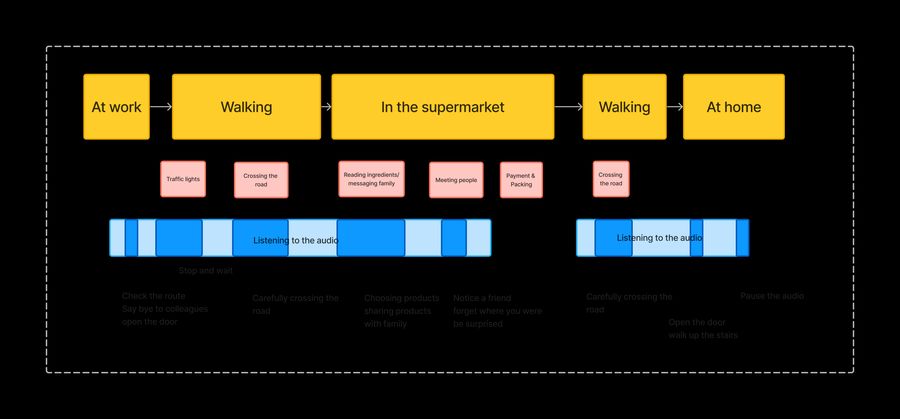 At work
Walking
In the supermarket
Walking
At home
Traffic lights
Crossing the
road
Reading ingredients/
messaging family
Meeting people
Payment &
Packing
Crossing
the road
Listening to the audio
Listening to the audio
Stop and wait
Check the route
Say bye to colleagues
open the door
Carefully crossing the
road
Choosing products
sharing products
with family
Notice a friend
forget where you were
be surprised
Carefully crossing the
road
Open the door
walk up the stairs
Pause the audio